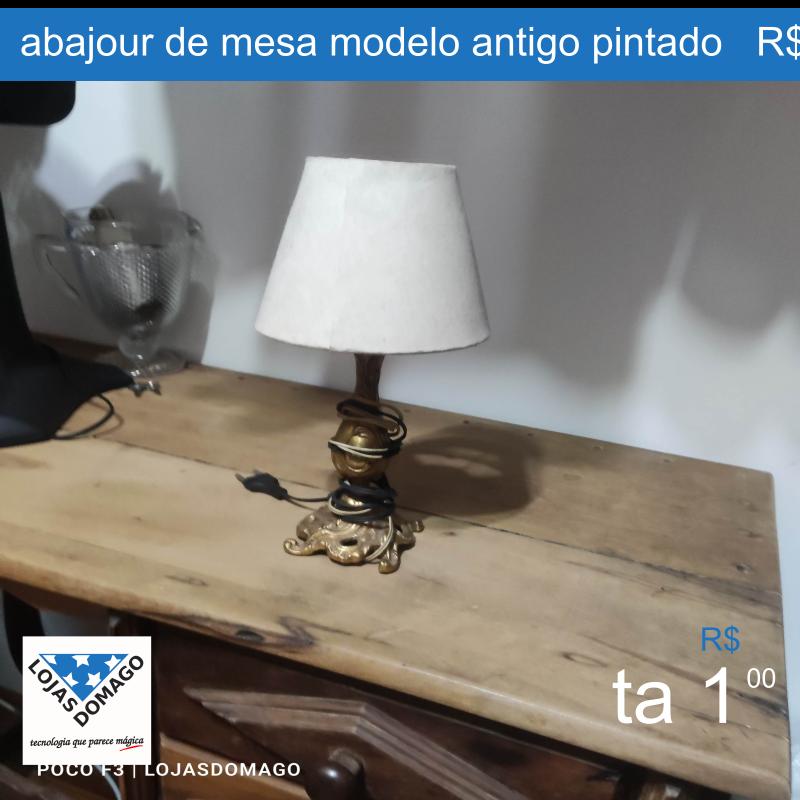 abajour de mesa modelo antigo pintado R$
R$
ta 1 00
LOJAS DOMAGO
tecnologia que parece mágica
POCO F3 | LOJASDOMAGO